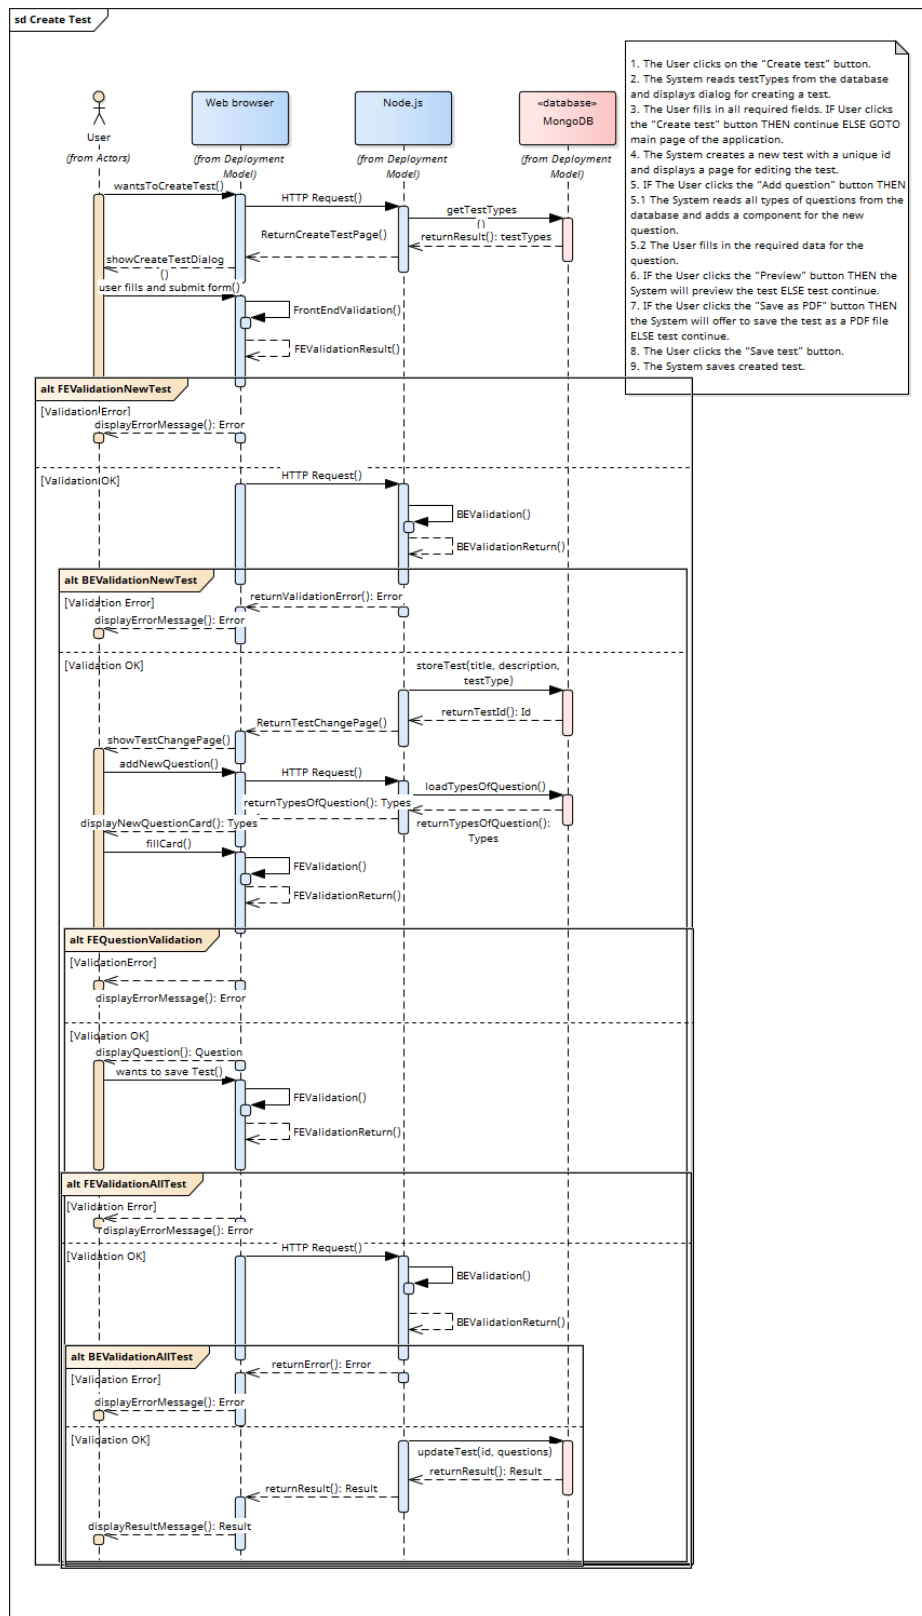 sd Create Test
1. The User clicks on the "Create test" button.
2. The System reads testTypes from the database
and displays dialog for creating a test.
3. The User fills in all required fields. IF User clicks
the "Create test" button THEN continue ELSE GOTO
main page of the application.
4. The System creates a new test with a unique id
and displays a page for editing the test.
5. IF The User clicks the "Add question" button THEN
5.1 The System reads all types of questions from the
database and adds a component for the new
question.
5.2 The User fills in the required data for the
question.
6. If the User clicks the "Preview" button THEN the
System will preview the test ELSE test continue.
7. If the User clicks the "Save as PDF" button THEN
the System will offer to save the test as a PDF file
ELSE test continue.
8. The User clicks the "Save test" button.
9. The System saves created test.
User
(from Actors)
Web browser
(from Deployment
Model)
Node.js
(from Deployment
Model)
«database»
MongoDB
(from Deployment
Model)
wantsToCreateTest()
HTTP Request()
getTestTypes
()
returnResult(): testTypes
ReturnCreateTestPage()
showCreateTestDialog
()
user fills and submit form()
FrontEndValidation()
FEValidationResult()
alt FEValidationNewTest
[Validation Error]
displayErrorMessage(): Error
[Validation OK]
HTTP Request()
BEValidation()
BEValidationReturn()
alt BEValidationNewTest
[Validation Error]
returnValidationError(): Error
displayErrorMessage(): Error
[Validation OK]
storeTest(title, description,
testType)
returnTestId(): Id
ReturnTestChangePage()
showTestChangePage()
addNewQuestion()
HTTP Request()
loadTypesOfQuestion()
returnTypesOfQuestion(): Types
returnTypesOfQuestion():
Types
displayNewQuestionCard(): Types
fillCard()
FEValidation()
FEValidationReturn()
alt FEQuestionValidation
[ValidationError]
displayErrorMessage(): Error
[Validation OK]
displayQuestion(): Question
wants to save Test()
FEValidation()
FEValidationReturn()
alt FEValidationAllTest
[Validation Error]
displayErrorMessage(): Error
[Validation OK]
HTTP Request()
BEValidation()
BEValidationReturn()
alt BEValidationAllTest
[Validation Error]
returnError(): Error
displayErrorMessage(): Error
[Validation OK]
updateTest(id, questions)
returnResult(): Result
returnResult(): Result
displayResultMessage(): Result